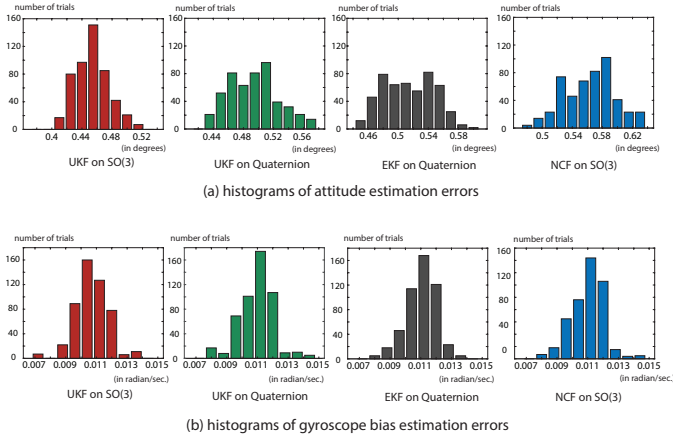 number of trials number of trials number of trials number of trials
160 160 160 160
120 120 120 120
80 80 80 80
40 40 40 40
0 0 0 0
0.4 0.44 0.48 0.52 0.44 0.48 0.52 0.56 0.46 0.5 0.54 0.58 0.5 0.54 0.58 0.62
(in degrees) (in degrees) (in degrees) (in degrees)
UKF on SO(3) UKF on Quaternion EKF on Quaternion NCF on SO(3)
(a) histograms of attitude estimation errors
number of trials number of trials number of trials number of trials
160 160 160 160
120 120 120 120
80 80 80 80
40 40 40 40
0 0 0 0
0.007 0.009 0.011 0.013 0.015 0.007 0.009 0.011 0.013 0.015 0.007 0.009 0.011 0.013 0.015 0.007 0.009 0.011 0.013 0.015
(in radian/sec.) (in radian/sec.) (in radian/sec.) (in radian/sec.)
UKF on SO(3) UKF on Quaternion EKF on Quaternion NCF on SO(3)
(b) histograms of gyroscope bias estimation errors